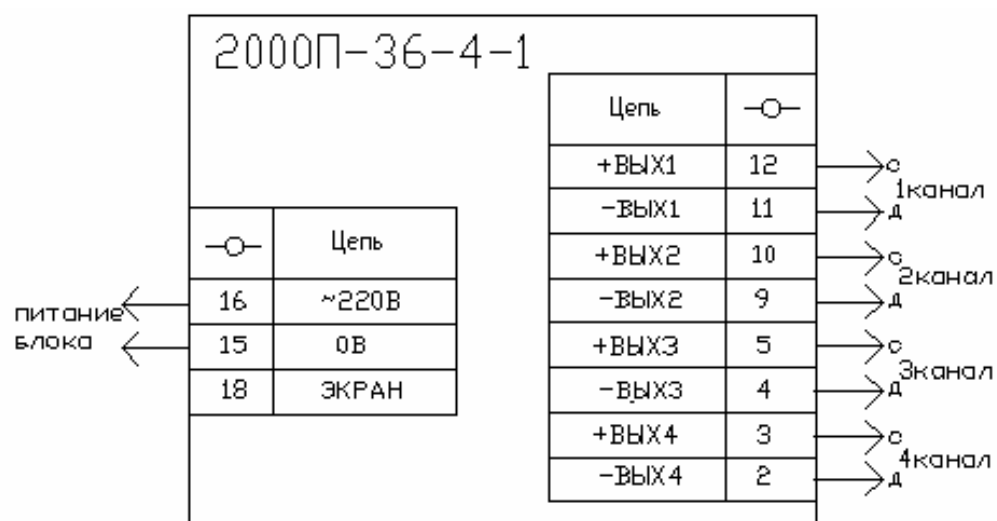 2000П-36-4-1
Цепь
+ВЫХ1 12 с
1канал
-ВЫХ1 11 д
+ВЫХ2 10 с
2канал
-ВЫХ2 9 д
+ВЫХ3 5 с
3канал
-ВЫХ3 4 д
+ВЫХ4 3 с
4канал
-ВЫХ4 2 д
Цепь
питание
блока
16 ~220В
15 0В
18 ЭКРАН